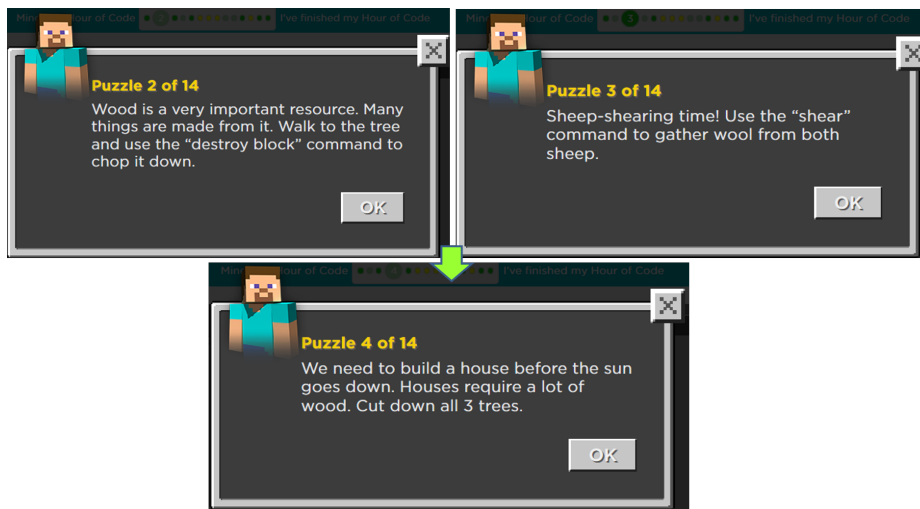 Hour of Code
2
I've finished my Hour of Code
Puzzle 2 of 14
Wood is a very important resource. Many
things are made from it. Walk to the tree
and use the “destroy block” command to
chop it down.
OK
Hour of Code
3
I've finished my Hour of Code
Puzzle 3 of 14
Sheep-shearing time! Use the “shear”
command to gather wool from both
sheep.
OK
Hour of Code
4
I've finished my Hour of Code
Puzzle 4 of 14
We need to build a house before the sun
goes down. Houses require a lot of
wood. Cut down all 3 trees.
OK